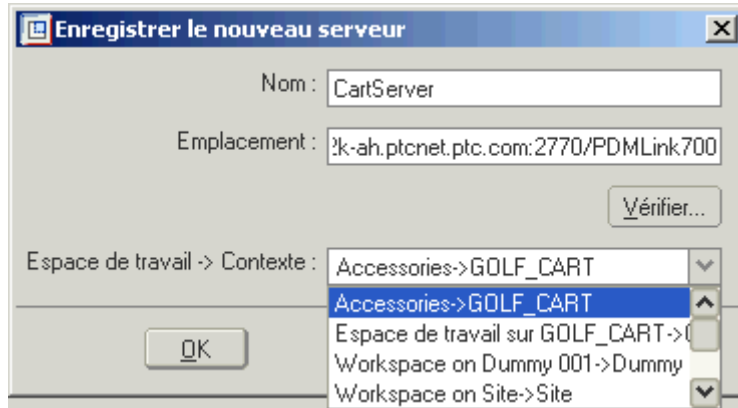 Enregistrer le nouveau serveur
Nom :
CartServer
Emplacement :
k-ah.ptcnet.ptc.com:2770/PDMLink700
Vérifier...
Espace de travail -> Contexte :
Accessories->GOLF_CART
Accessories->GOLF_CART
Espace de travail sur GOLF_CART->
Workspace on Dummy 001->Dummy
Workspace on Site->Site
OK